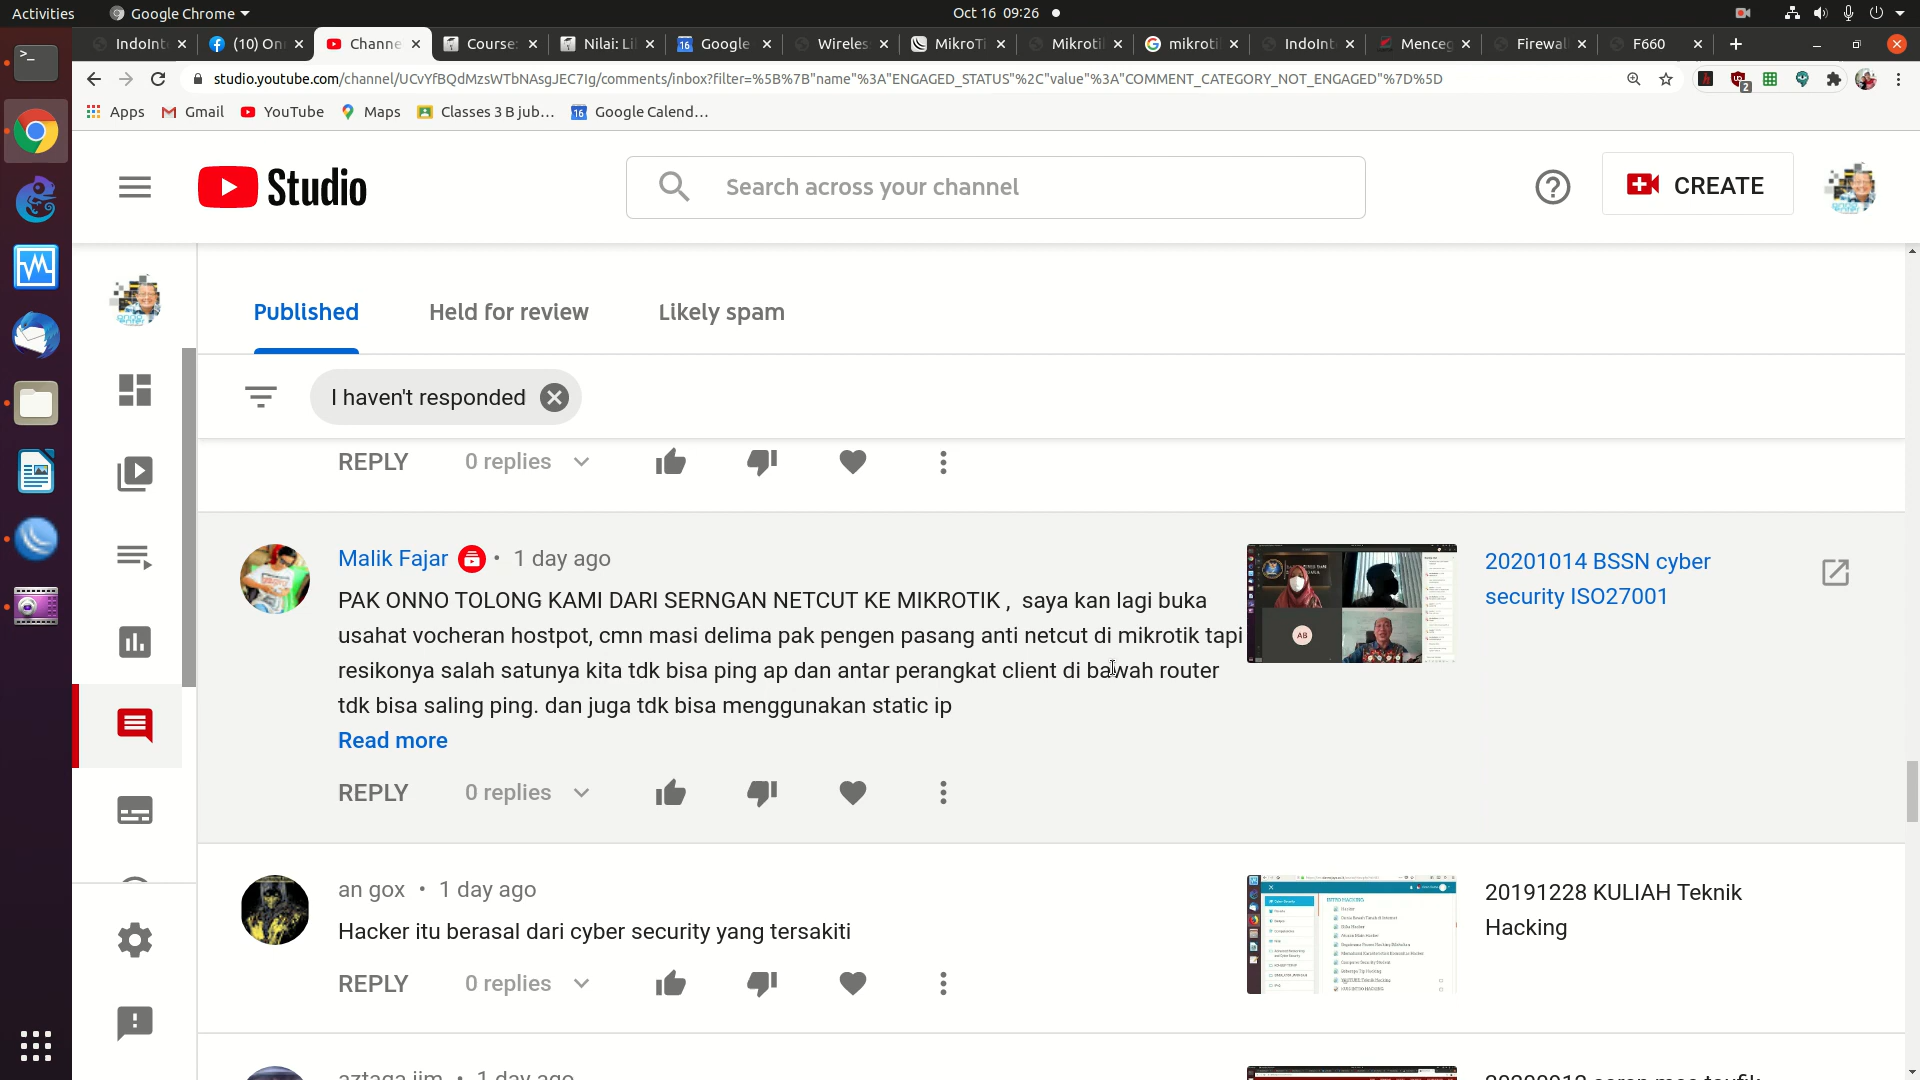 Activities
Google Chrome
Oct 16 09:26
IndoInt
(10) On
Channe
Course:
Nilai: Li
Google
Wireles
MikroTi
Mikroti
mikroti
IndoInt
Menceg
Firewal
F660
studio.youtube.com/channel/UCvYfBQdMzsWTbNAsgJEC7Ig/comments/inbox?filter=%5B%7B"name"%3A"ENGAGED_STATUS"%2C"value"%3A"COMMENT_CATEGORY_NOT_ENGAGED"%7D%5D
2
Apps
Gmail
YouTube
Maps
Classes 3 B jub...
Google Calend...
Studio
Search across your channel
CREATE
Published
Held for review
Likely spam
I haven't responded
REPLY
0 replies
Malik Fajar • 1 day ago
PAK ONNO TOLONG KAMI DARI SERNGAN NETCUT KE MIKROTIK , saya kan lagi buka
usahat vocheran hostpot, cmn masi delima pak pengen pasang anti netcut di mikrotik tapi
resikonya salah satunya kita tdk bisa ping ap dan antar perangkat client di bawah router
tdk bisa saling ping. dan juga tdk bisa menggunakan static ip
Read more
REPLY
0 replies
AB
20201014 BSSN cyber
security ISO27001
an gox • 1 day ago
Hacker itu berasal dari cyber security yang tersakiti
REPLY
0 replies
20191228 KULIAH Teknik
Hacking
aztaga jim • 1 day ago